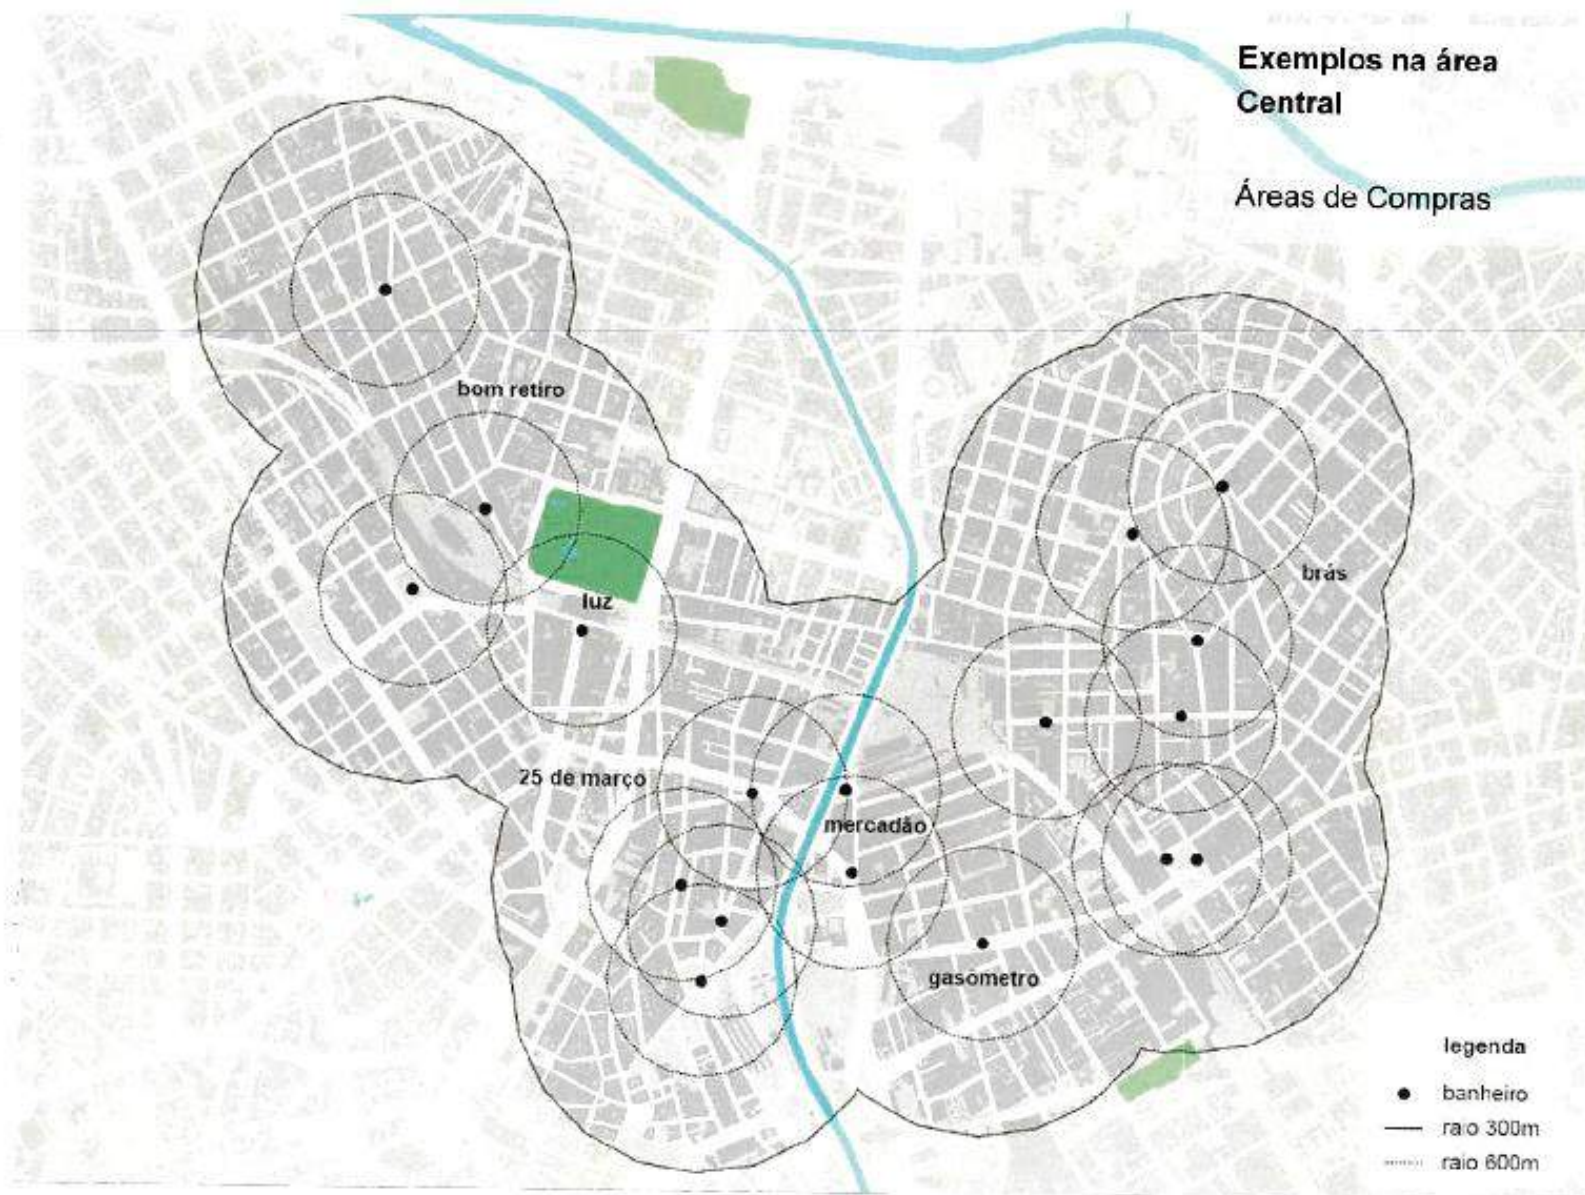 Exemplos na área
Central
Áreas de Compras
bom retiro
brás
luz
25 de março
mercadão
gasômetro
legenda
banheiro
raio 300m
raio 600m